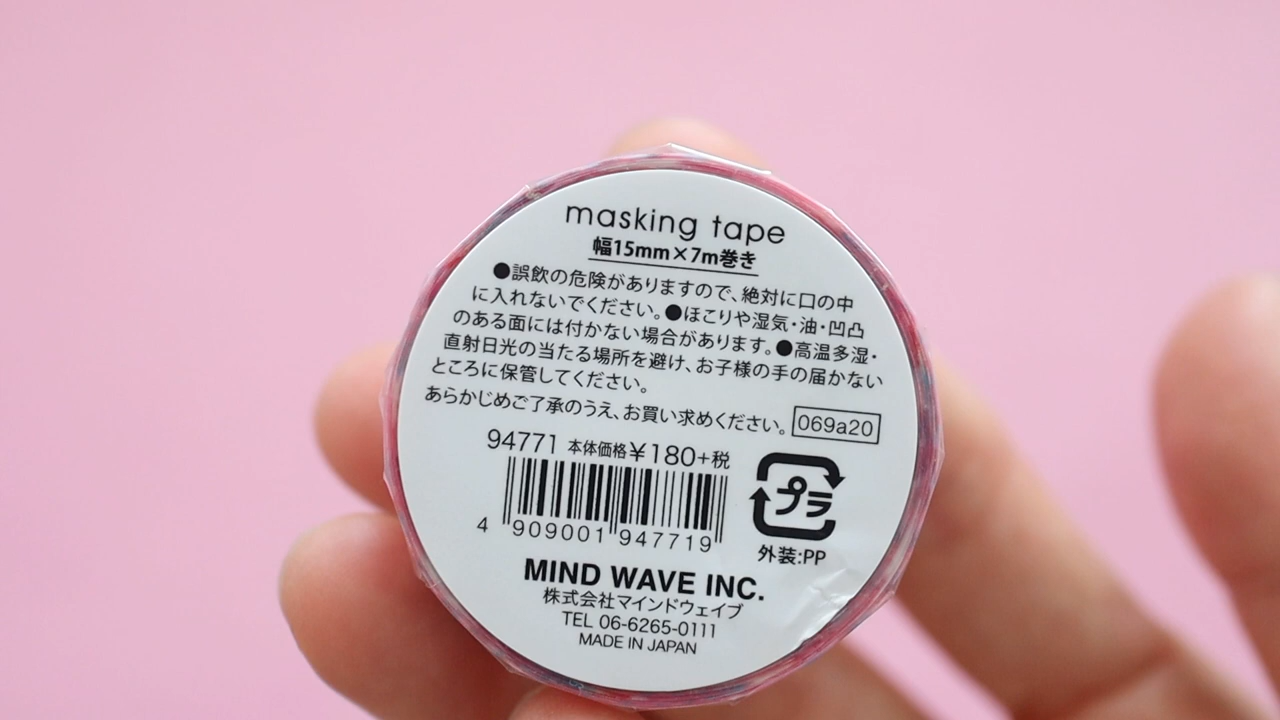 masking tape
幅15mm×7m巻き
●誤飲の危険がありますので、絶対に口の中
に入れないでください。●ほこりや湿気・油・凹凸
のある面には付かない場合があります。●高温多湿・
直射日光の当たる場所を避け、お子様の手の届かない
ところに保管してください。
あらかじめご了承のうえ、お買い求めください。 069a20
94771 本体価格¥180+税
4 909001 947719
プラ
外装:PP
MIND WAVE INC.
株式会社マインドウェイブ
TEL 06-6265-0111
MADE IN JAPAN